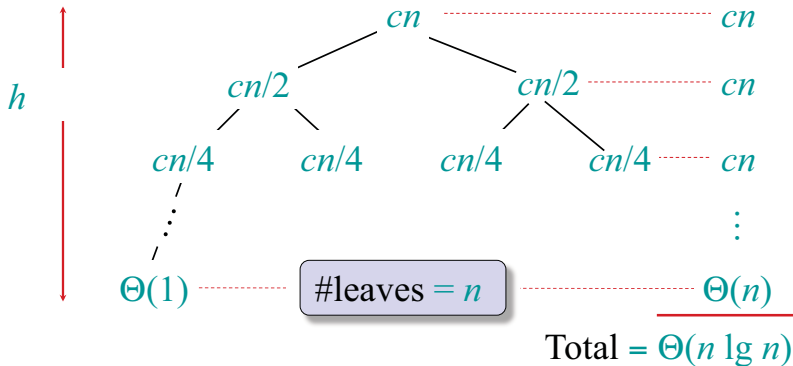 cn cn
h cn/2 cn/2 cn
cn/4 cn/4 cn/4 cn/4 cn
⋮
Θ(1) #leaves = n Θ(n)
Total = Θ(n lg n)